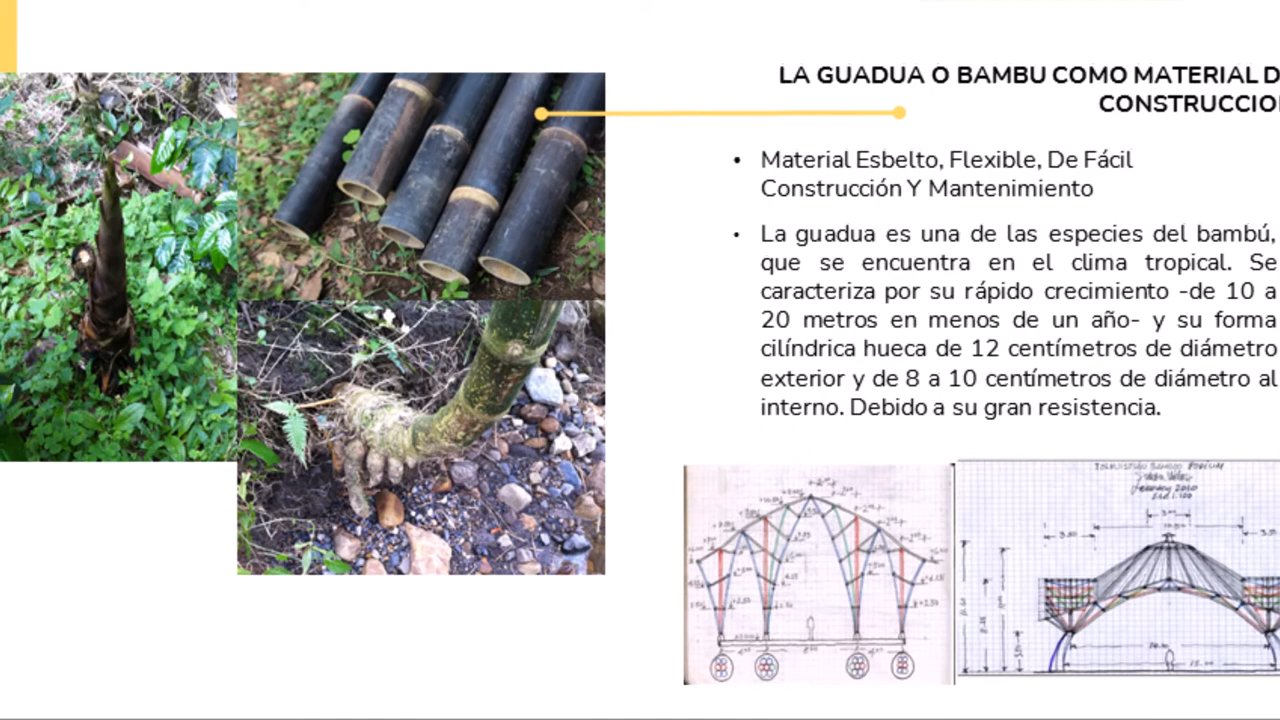 LA GUADUA O BAMBU COMO MATERIAL D
CONSTRUCCIO
• Material Esbelto, Flexible, De Fácil
Construcción Y Mantenimiento
• La guadua es una de las especies del bambú,
que se encuentra en el clima tropical. Se
caracteriza por su rápido crecimiento -de 10 a
20 metros en menos de un año- y su forma
cilíndrica hueca de 12 centímetros de diámetro
exterior y de 8 a 10 centímetros de diámetro al
interno. Debido a su gran resistencia.